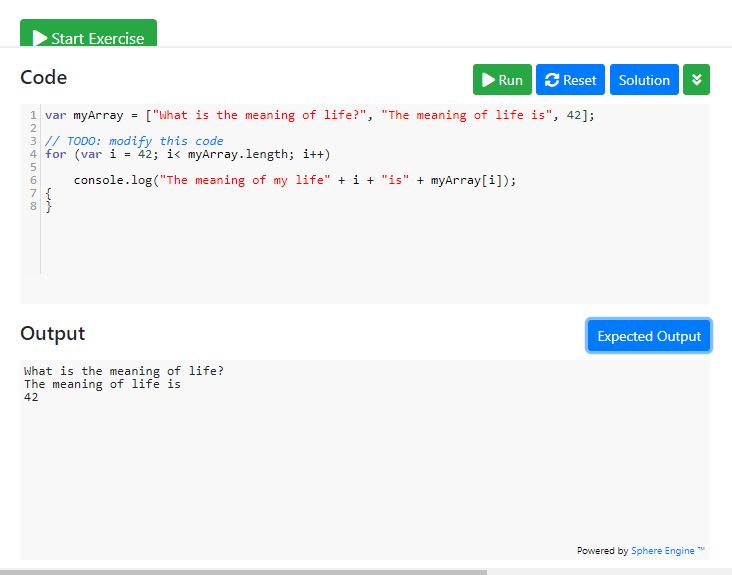 Start Exercise
Code
Run
Reset
Solution
1 var myArray = ["What is the meaning of life?", "The meaning of life is", 42];
2
3 // TODO: modify this code
4 for (var i = 42; i< myArray.length; i++)
5
6     console.log("The meaning of my life" + i + "is" + myArray[i]);
7 {
8 }
Output
Expected Output
What is the meaning of life?
The meaning of life is
42
Powered by Sphere Engine ™